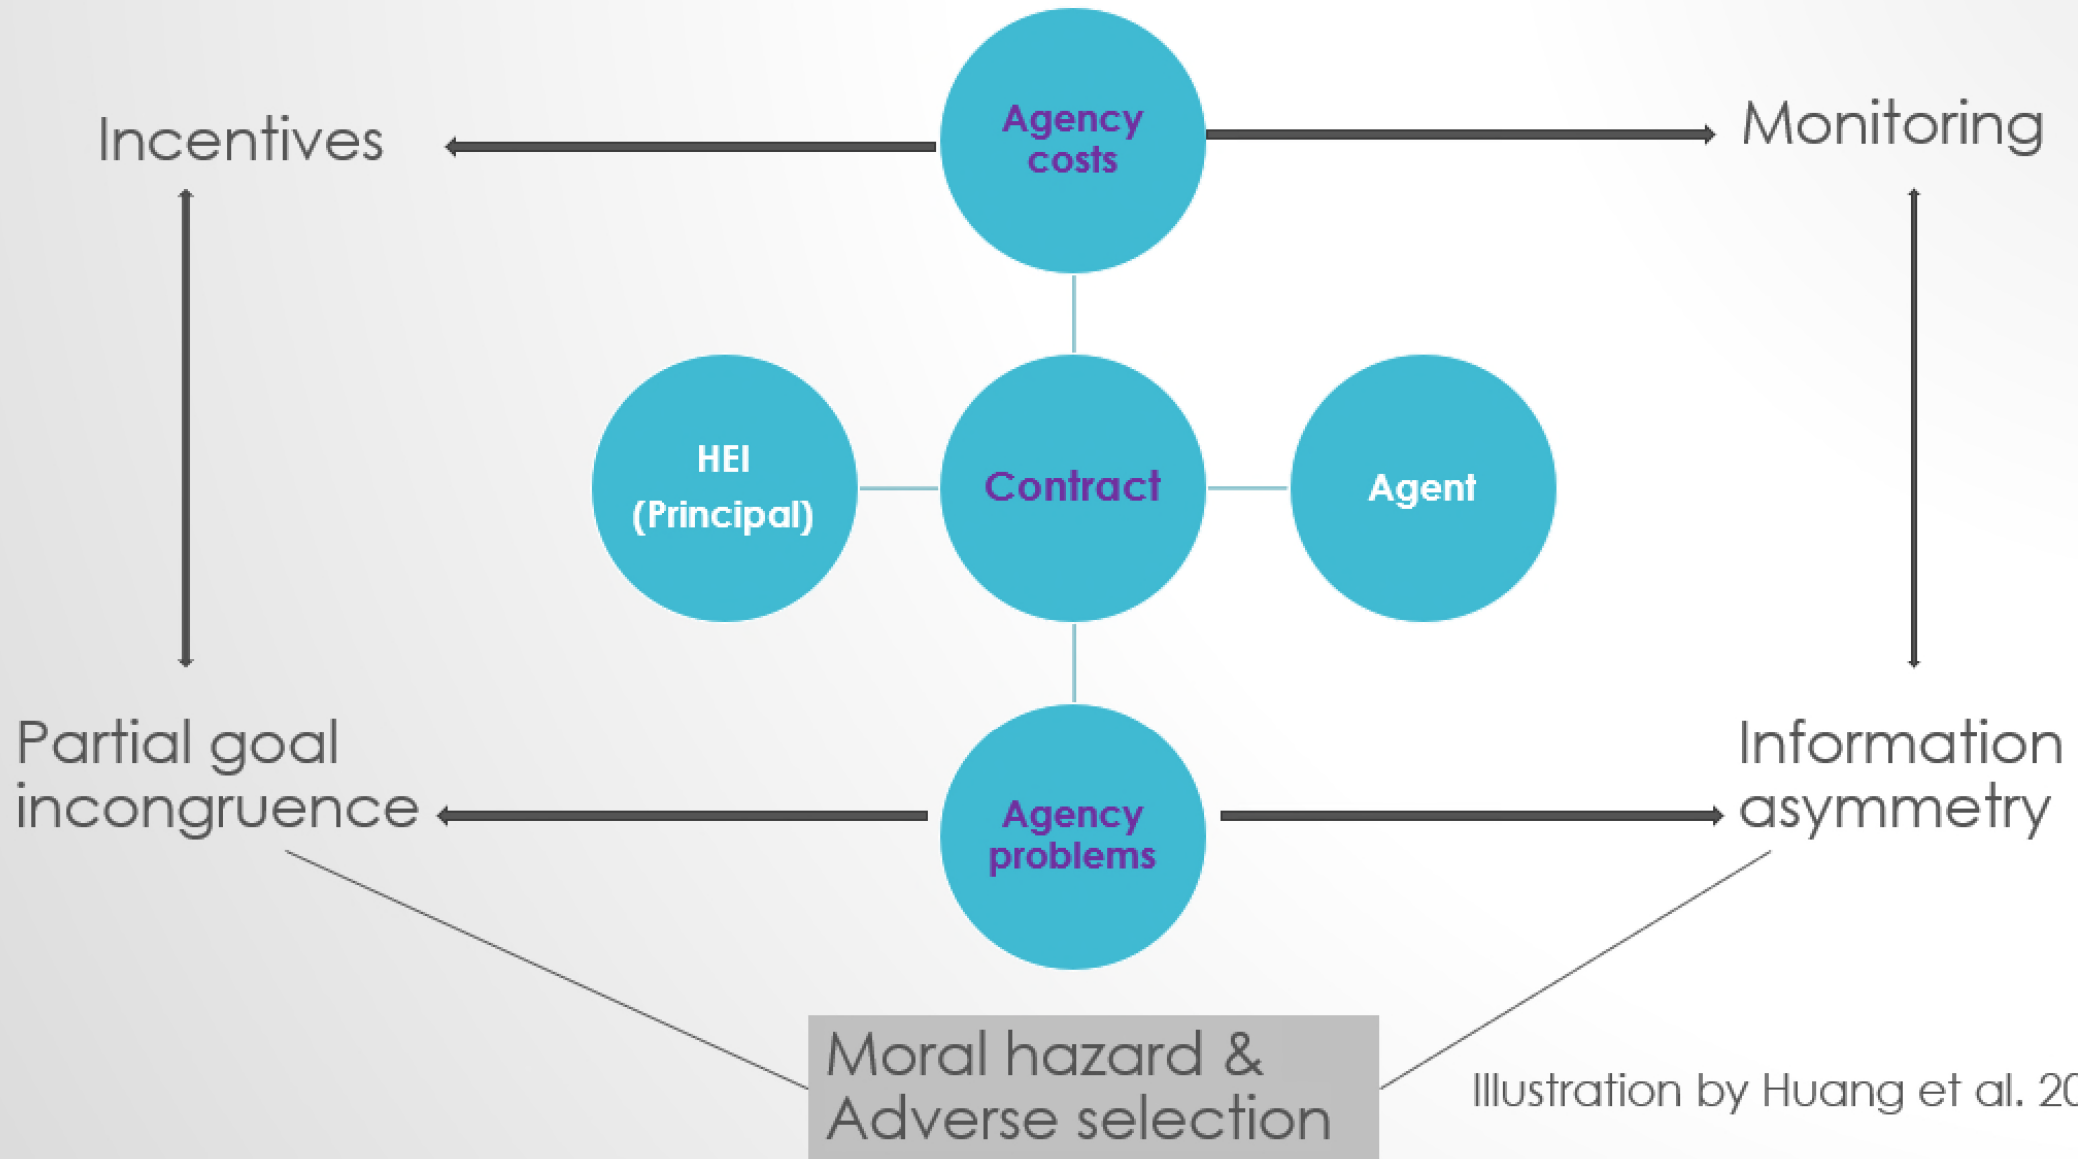 Agency
costs
Incentives
Monitoring
HEI
(Principal)
Contract
Agent
Partial goal
incongruence
Information
asymmetry
Agency
problems
Moral hazard &
Adverse selection
Illustration by Huang et al.